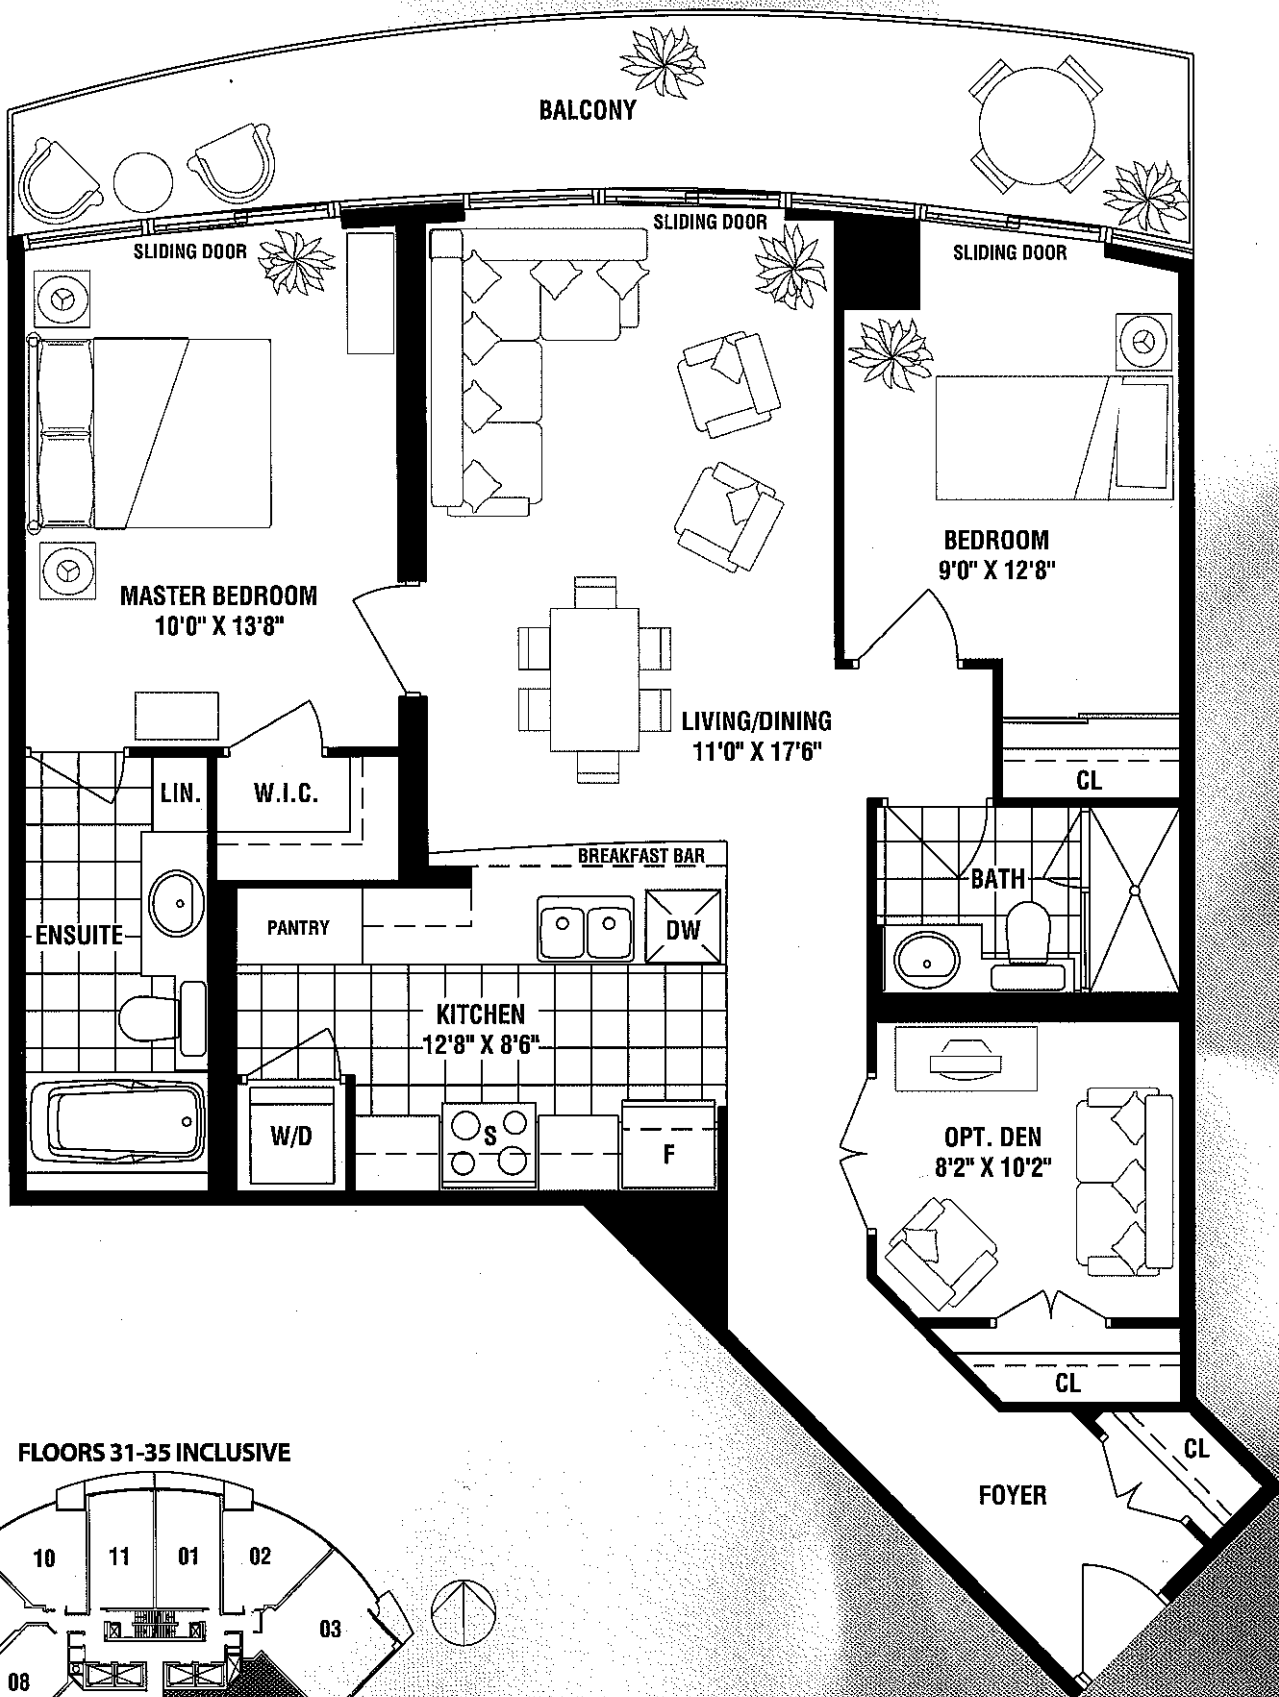 BALCONY
SLIDING DOOR
SLIDING DOOR
SLIDING DOOR
BEDROOM
9'0" X 12'8"
MASTER BEDROOM
10'0" X 13'8"
LIVING/DINING
11'0" X 17'6"
CL
LIN.
W.I.C.
BREAKFAST BAR
BATH
PANTRY
DW
ENSUITE
KITCHEN
12'8" X 8'6"
W/D
S
F
OPT. DEN
8'2" X 10'2"
CL
CL
FOYER
FLOORS 31-35 INCLUSIVE
10
11
01
02
03
08